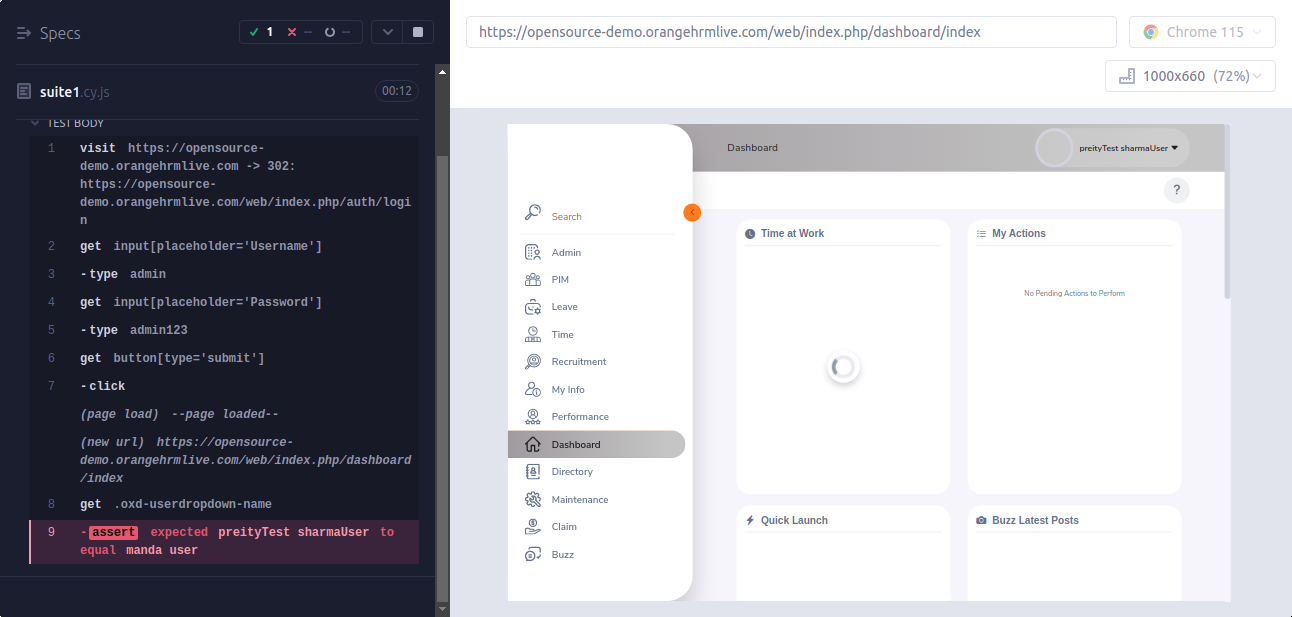 Specs
1
--
--
suite1.cy.js
00:12
TEST BODY
1 visit https://opensource-
demo.orangehrmlive.com -> 302:
https://opensource-
demo.orangehrmlive.com/web/index.php/auth/logi
n
2 get input[placeholder='Username']
3 -type admin
4 get input[placeholder='Password']
5 -type admin123
6 get button[type='submit']
7 -click
(page load) --page loaded--
(new url) https://opensource-
demo.orangehrmlive.com/web/index.php/dashboard
/index
8 get .oxd-userdropdown-name
9 -assert expected preityTest sharmaUser to
equal manda user
https://opensource-demo.orangehrmlive.com/web/index.php/dashboard/index
Chrome 115
1000x660 (72%)
Dashboard
preityTest sharmaUser
?
Search
Admin
PIM
Leave
Time
Recruitment
My Info
Performance
Dashboard
Directory
Maintenance
Claim
Buzz
Time at Work
My Actions
No Pending Actions to Perform
Quick Launch
Buzz Latest Posts